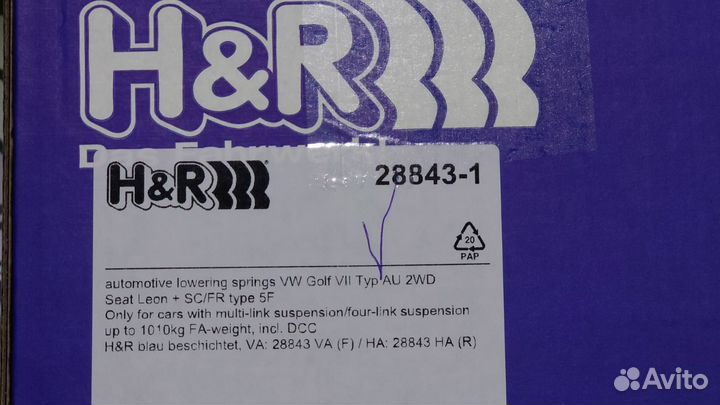 H&R
H&R
28843-1
20
PAP
automotive lowering springs VW Golf VII Typ AU 2WD
Seat Leon + SC/FR type 5F
Only for cars with multi-link suspension/four-link suspension
up to 1010kg FA-weight, incl. DCC
H&R blau beschichtet, VA: 28843 VA (F) / HA: 28843 HA (R)
Avito